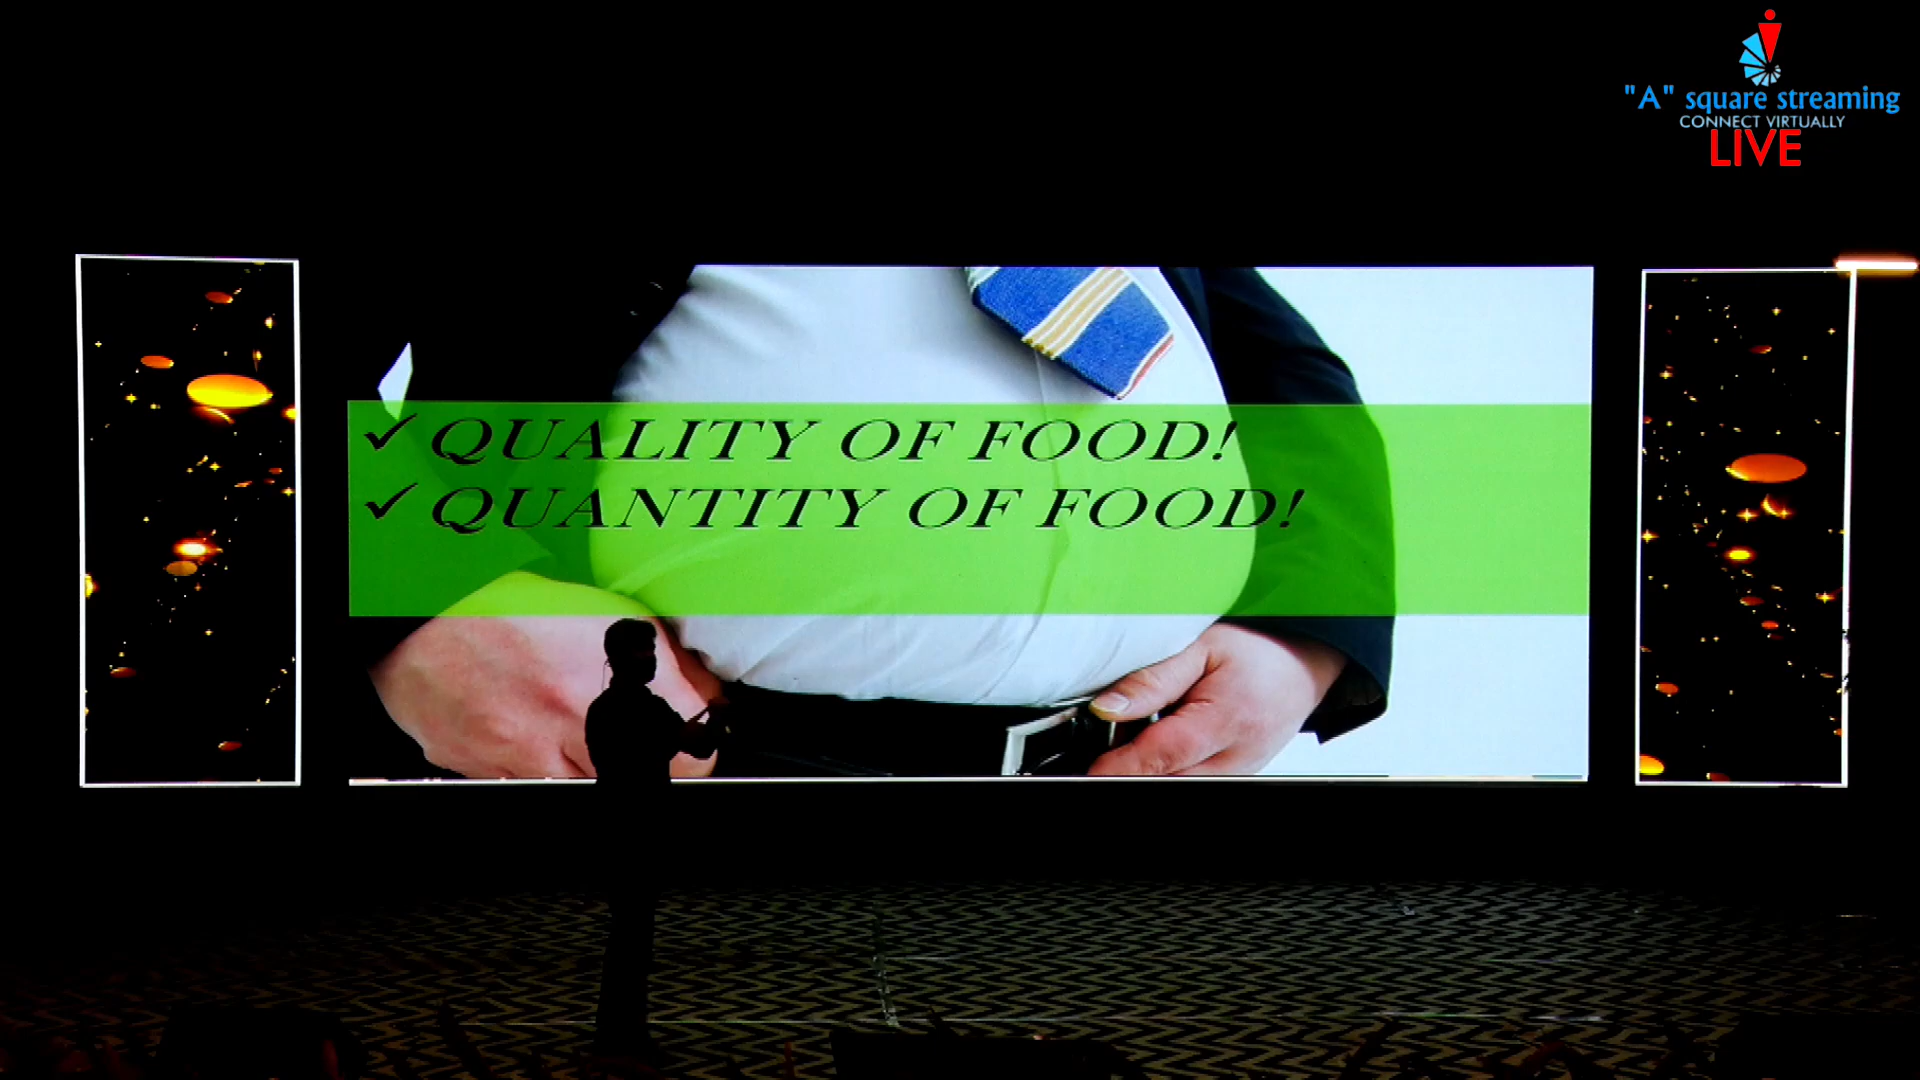 "A" square streaming
CONNECT VIRTUALLY
LIVE
✓ QUALITY OF FOOD!
✓ QUANTITY OF FOOD!